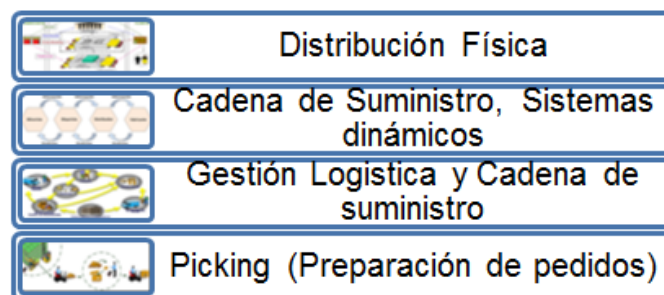 Distribución Física
Cadena de Suministro, Sistemas
dinámicos
Gestión Logistica y Cadena de
suministro
Picking (Preparación de pedidos)